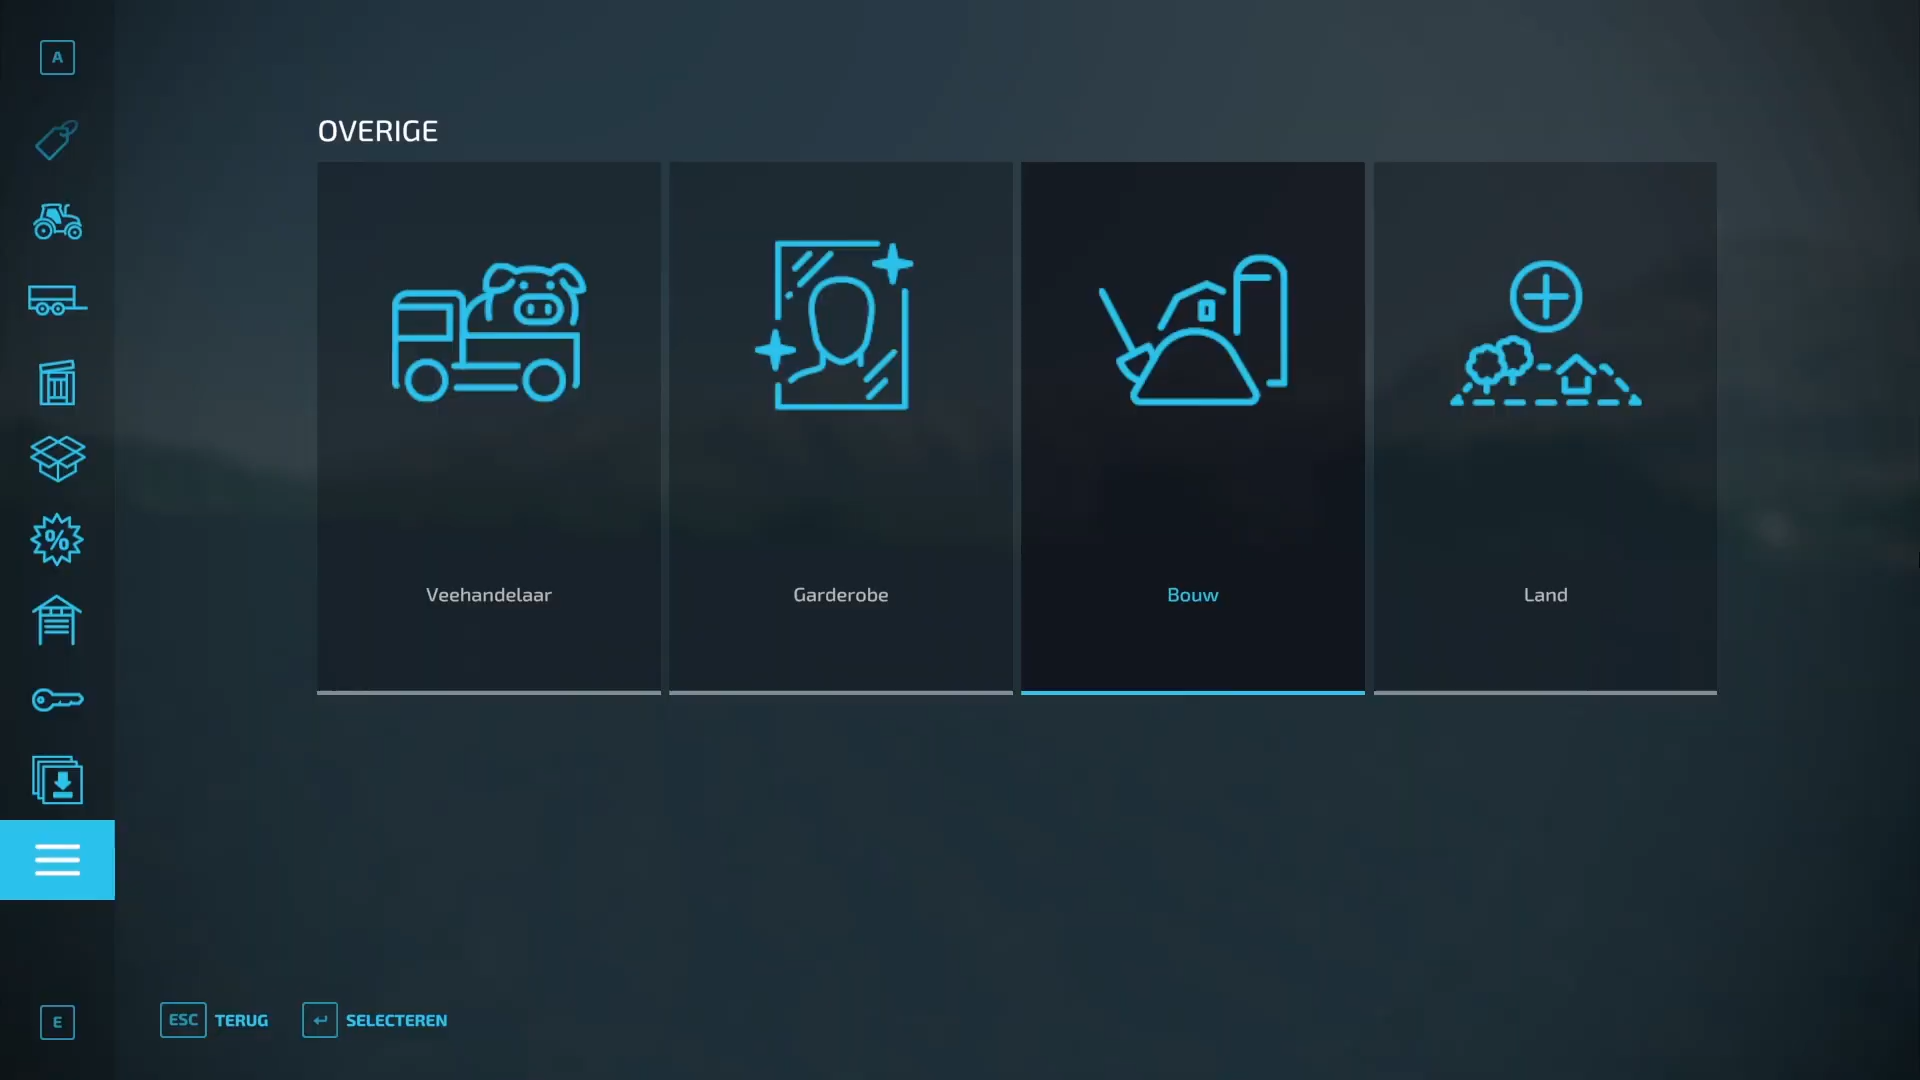 A
OVERIGE
%
Veehandelaar
Garderobe
Bouw
Land
E
ESC TERUG
SELECTEREN